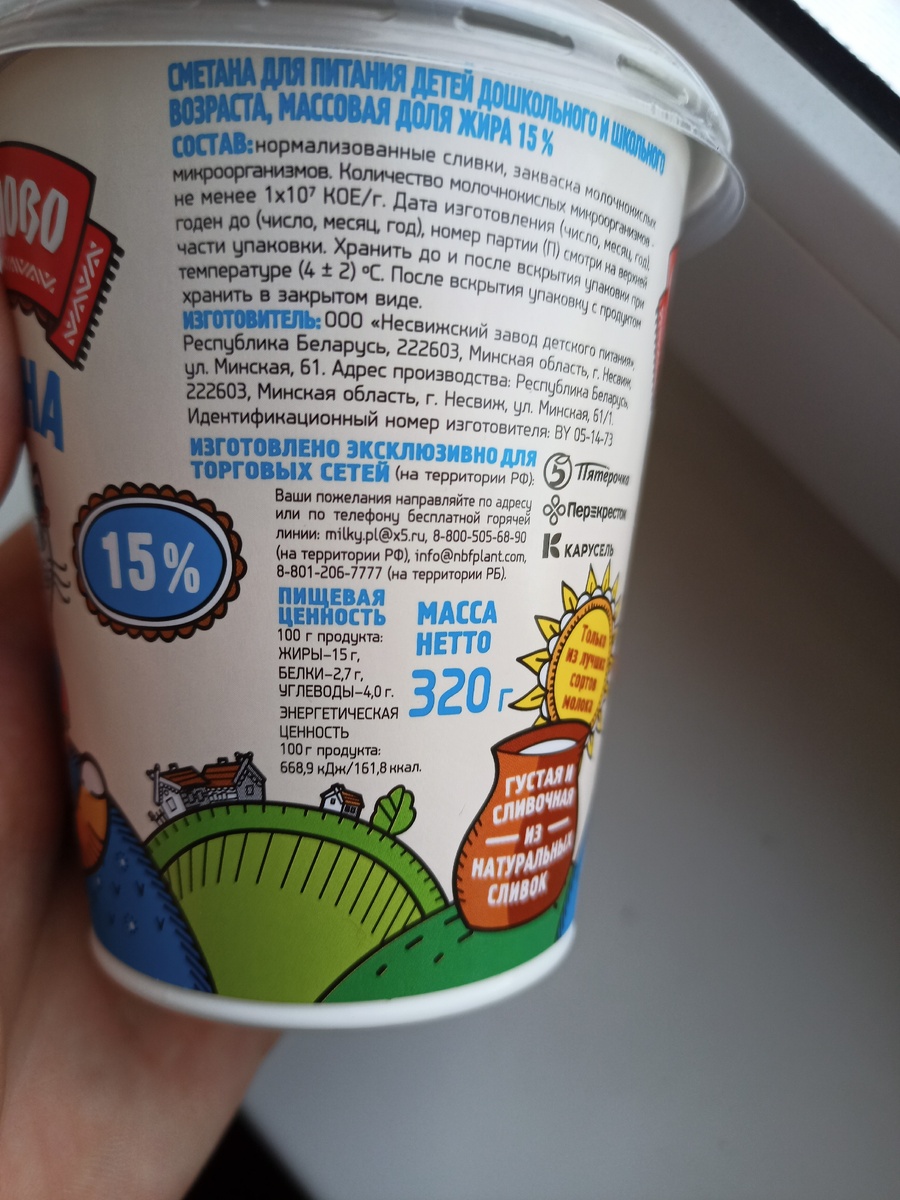 СМЕТАНА ДЛЯ ПИТАНИЯ ДЕТЕЙ ДОШКОЛЬНОГО И ШКОЛЬНОГО
ВОЗРАСТА, МАССОВАЯ ДОЛЯ ЖИРА 15 %
СОСТАВ: нормализованные сливки, закваска молочнокислых
микроорганизмов. Количество молочнокислых микроорганизмов -
не менее 1х10⁷ КОЕ/г. Дата изготовления (число, месяц, год),
годен до (число, месяц, год), номер партии (П) смотри на верхней
части упаковки. Хранить до и после вскрытия упаковки при
температуре (4 ± 2) ºС. После вскрытия упаковку с продуктом
хранить в закрытом виде.
ИЗГОТОВИТЕЛЬ: ООО «Несвижский завод детского питания»,
Республика Беларусь, 222603, Минская область, г. Несвиж,
ул. Минская, 61. Адрес производства: Республика Беларусь,
222603, Минская область, г. Несвиж, ул. Минская, 61/1.
Идентификационный номер изготовителя: BY 05-14-73
ИЗГОТОВЛЕНО ЭКСКЛЮЗИВНО ДЛЯ
ТОРГОВЫХ СЕТЕЙ (на территории РФ):
5 Пятёрочка
Перекресток
К КАРУСЕЛЬ
Ваши пожелания направляйте по адресу
или по телефону бесплатной горячей
линии: milky.pl@x5.ru, 8-800-505-68-90
(на территории РФ), info@nbfplant.com,
8-801-206-7777 (на территории РБ).
15%
ПИЩЕВАЯ
ЦЕННОСТЬ
100 г продукта:
ЖИРЫ–15 г,
БЕЛКИ–2,7 г,
УГЛЕВОДЫ–4,0 г.
ЭНЕРГЕТИЧЕСКАЯ
ЦЕННОСТЬ
100 г продукта:
668,9 кДж/161,8 ккал.
МАССА
НЕТТО
320 г
Только
из лучших
сортов
молока
ГУСТАЯ И
СЛИВОЧНАЯ
— ИЗ —
НАТУРАЛЬНЫХ
СЛИВОК